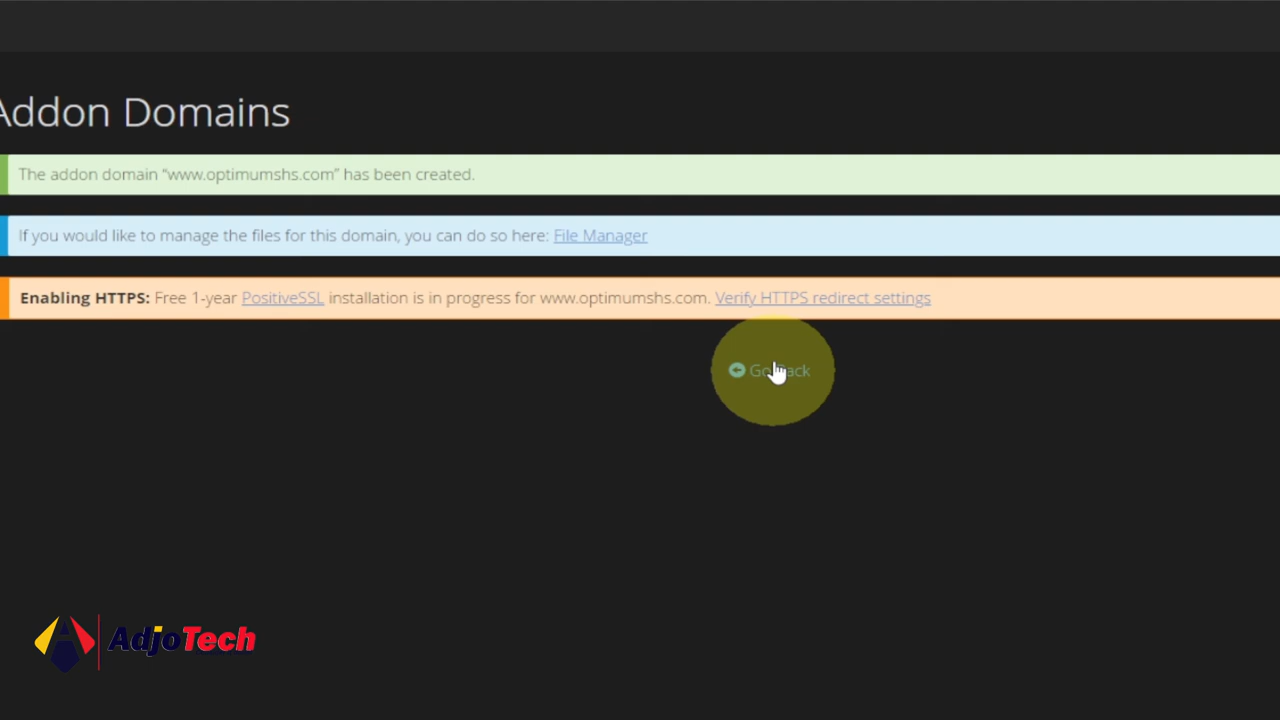 Addon Domains
The addon domain “www.optimumshs.com” has been created.
If you would like to manage the files for this domain, you can do so here: File Manager
Enabling HTTPS: Free 1-year PositiveSSL installation is in progress for www.optimumshs.com. Verify HTTPS redirect settings
Go Back
AdjoTech